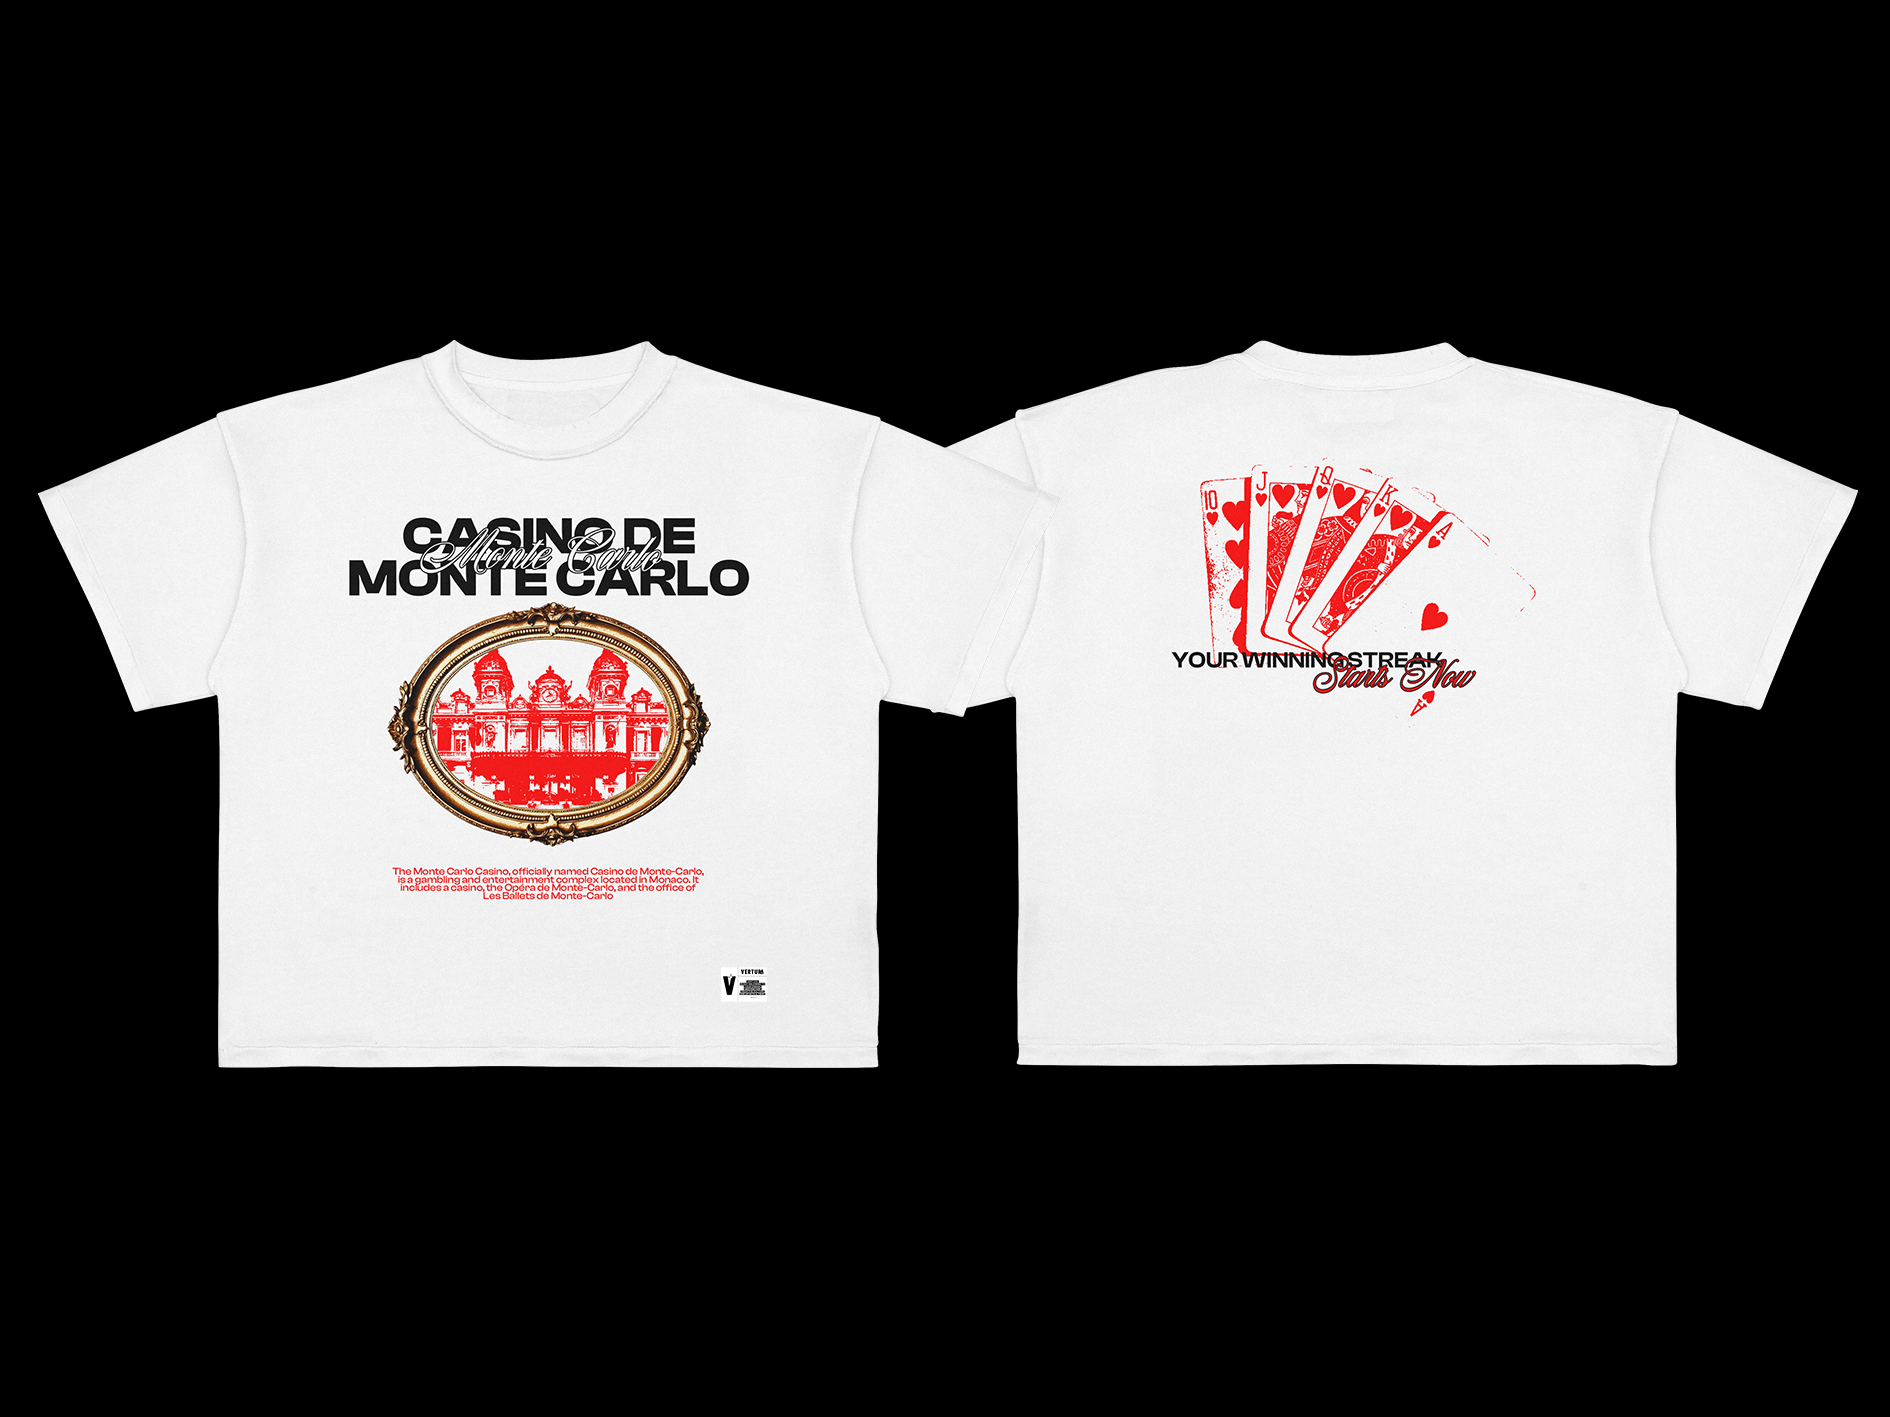 CASINO DE
Monte Carlo
MONTE CARLO
The Monte Carlo Casino, officially named Casino de Monte-Carlo,
is a gambling and entertainment complex located in Monaco. It
includes a casino, the Opéra de Monte-Carlo, and the office of
Les Ballets de Monte-Carlo
VERTUM
V
10
J
Q
K
A
YOUR WINNING STREAK
Starts Now
A